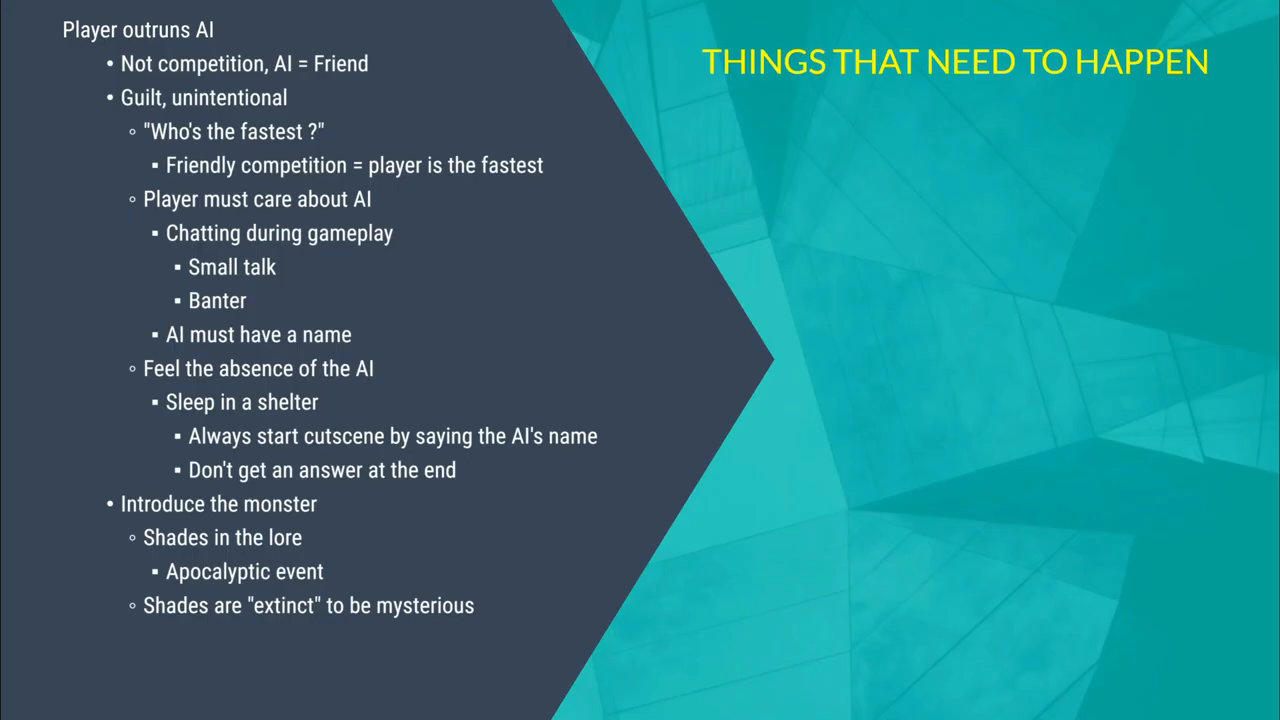 THINGS THAT NEED TO HAPPEN
Player outruns AI
• Not competition, AI = Friend
• Guilt, unintentional
◦ "Who's the fastest ?"
▪ Friendly competition = player is the fastest
◦ Player must care about AI
▪ Chatting during gameplay
▪ Small talk
▪ Banter
▪ AI must have a name
◦ Feel the absence of the AI
▪ Sleep in a shelter
▪ Always start cutscene by saying the AI's name
▪ Don't get an answer at the end
• Introduce the monster
◦ Shades in the lore
▪ Apocalyptic event
◦ Shades are "extinct" to be mysterious